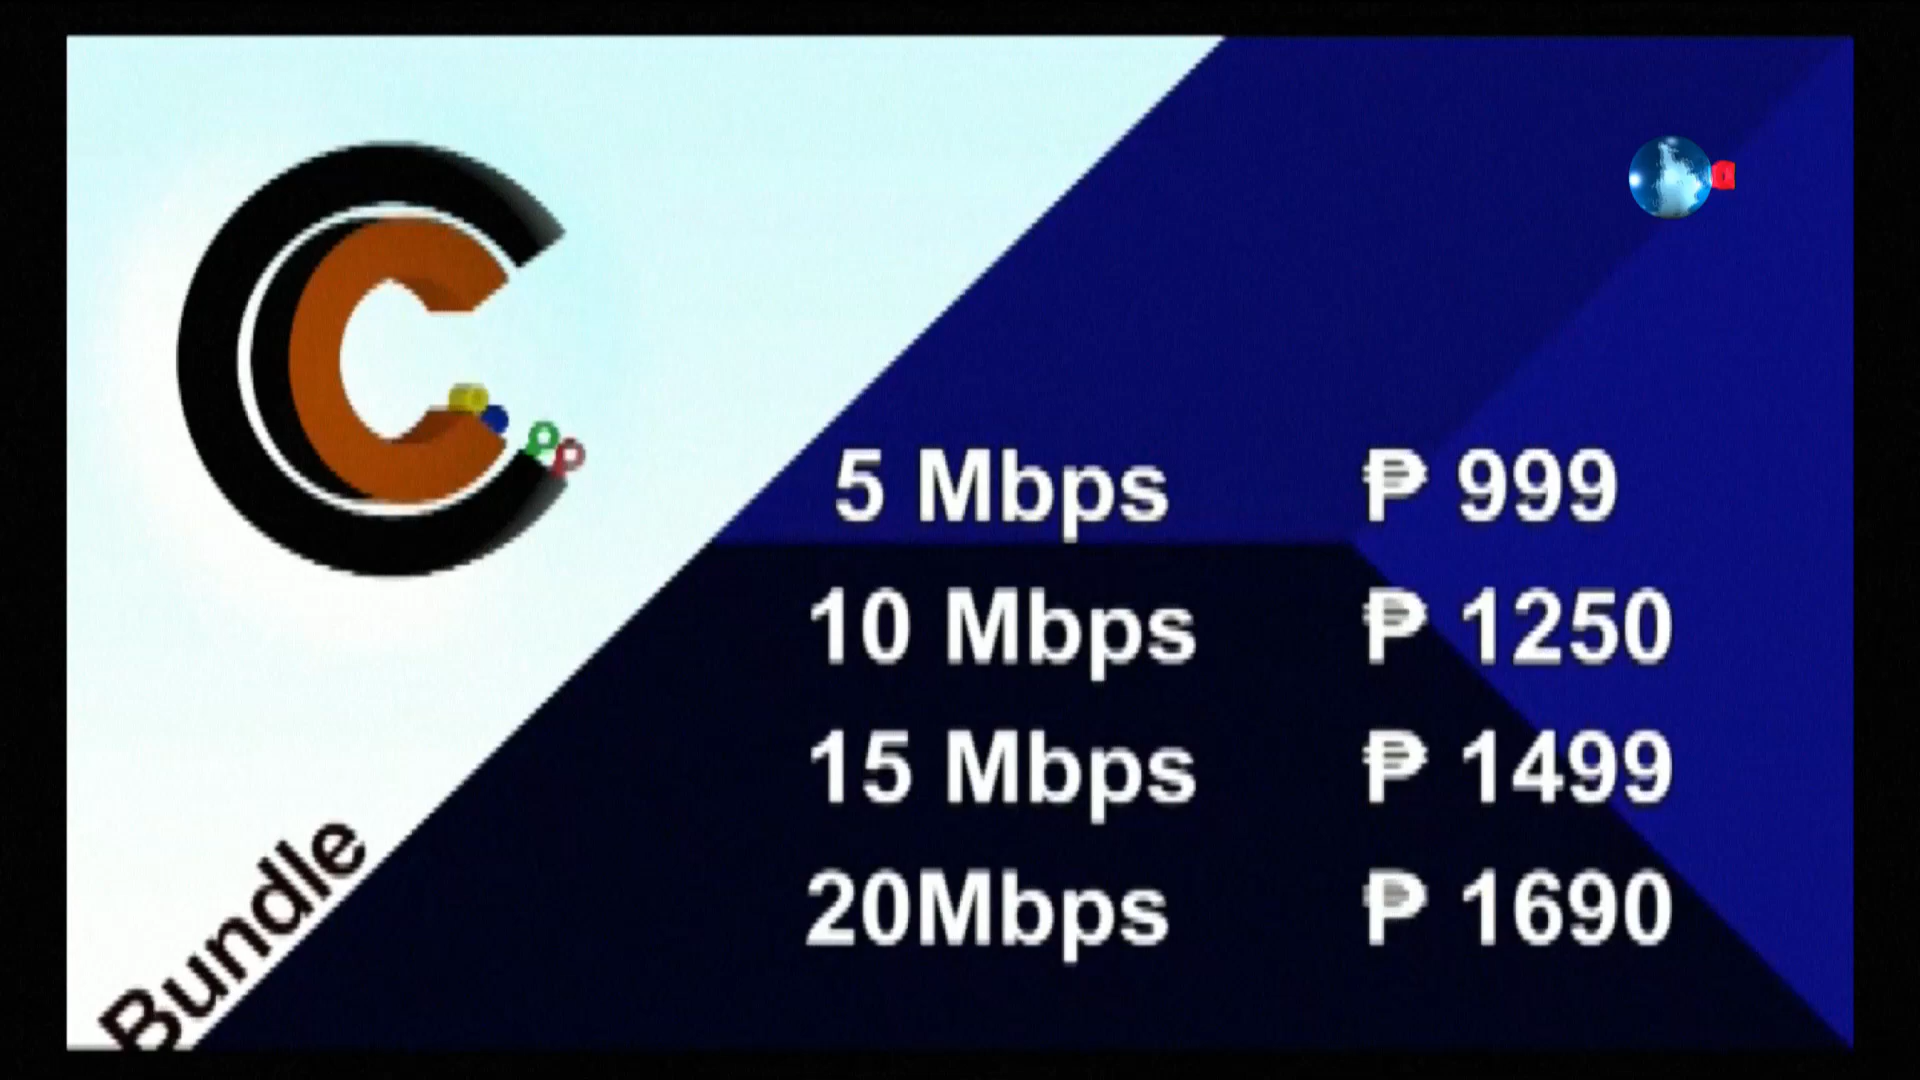 5 Mbps ₱ 999
10 Mbps ₱ 1250
15 Mbps ₱ 1499
20Mbps ₱ 1690
Bundle